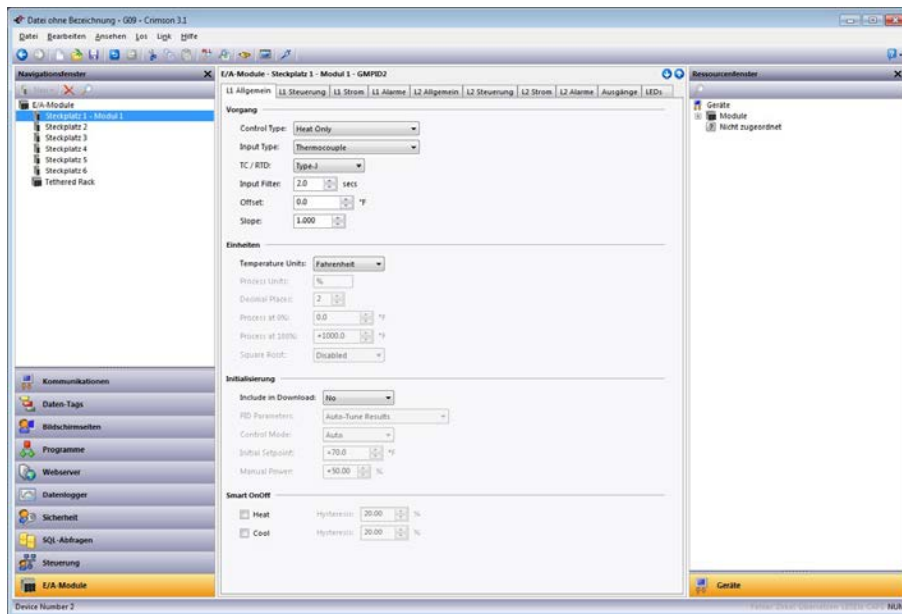 Datei ohne Bezeichnung - G09 - Crimson 3.1
Datei Bearbeiten Ansehen Los Link Hilfe
Navigationsfenster
E/A-Module
Steckplatz 1 - Modul 1
Steckplatz 2
Steckplatz 3
Steckplatz 4
Steckplatz 5
Steckplatz 6
Tethered Rack
Kommunikationen
Daten-Tags
Bildschirmseiten
Programme
Webserver
Datenlogger
Sicherheit
SQL-Abfragen
Steuerung
E/A-Module
E/A-Module - Steckplatz 1 - Modul 1 - GMPID2
L1 Allgemein L1 Steuerung L1 Strom L1 Alarme L2 Allgemein L2 Steuerung L2 Strom L2 Alarme Ausgänge LEDs
Vorgang
Control Type: Heat Only
Input Type: Thermocouple
TC / RTD: Type-J
Input Filter: 2.0 secs
Offset: 0.0 °F
Slope: 1.000
Einheiten
Temperature Units: Fahrenheit
Process Units: %
Decimal Places: 2
Process at 0%: 0.0 °F
Process at 100%: +1000.0 °F
Square Root: Disabled
Initialisierung
Include in Download: No
PID Parameters: Auto-Tune Results
Control Mode: Auto
Initial Setpoint: +70.0 °F
Manual Power: +50.00 %
Smart OnOff
Heat Hysteresis: 20.00 %
Cool Hysteresis: 20.00 %
Ressourcenfenster
Geräte
Module
Nicht zugeordnet
Geräte
Device Number 2
CAPS NUM